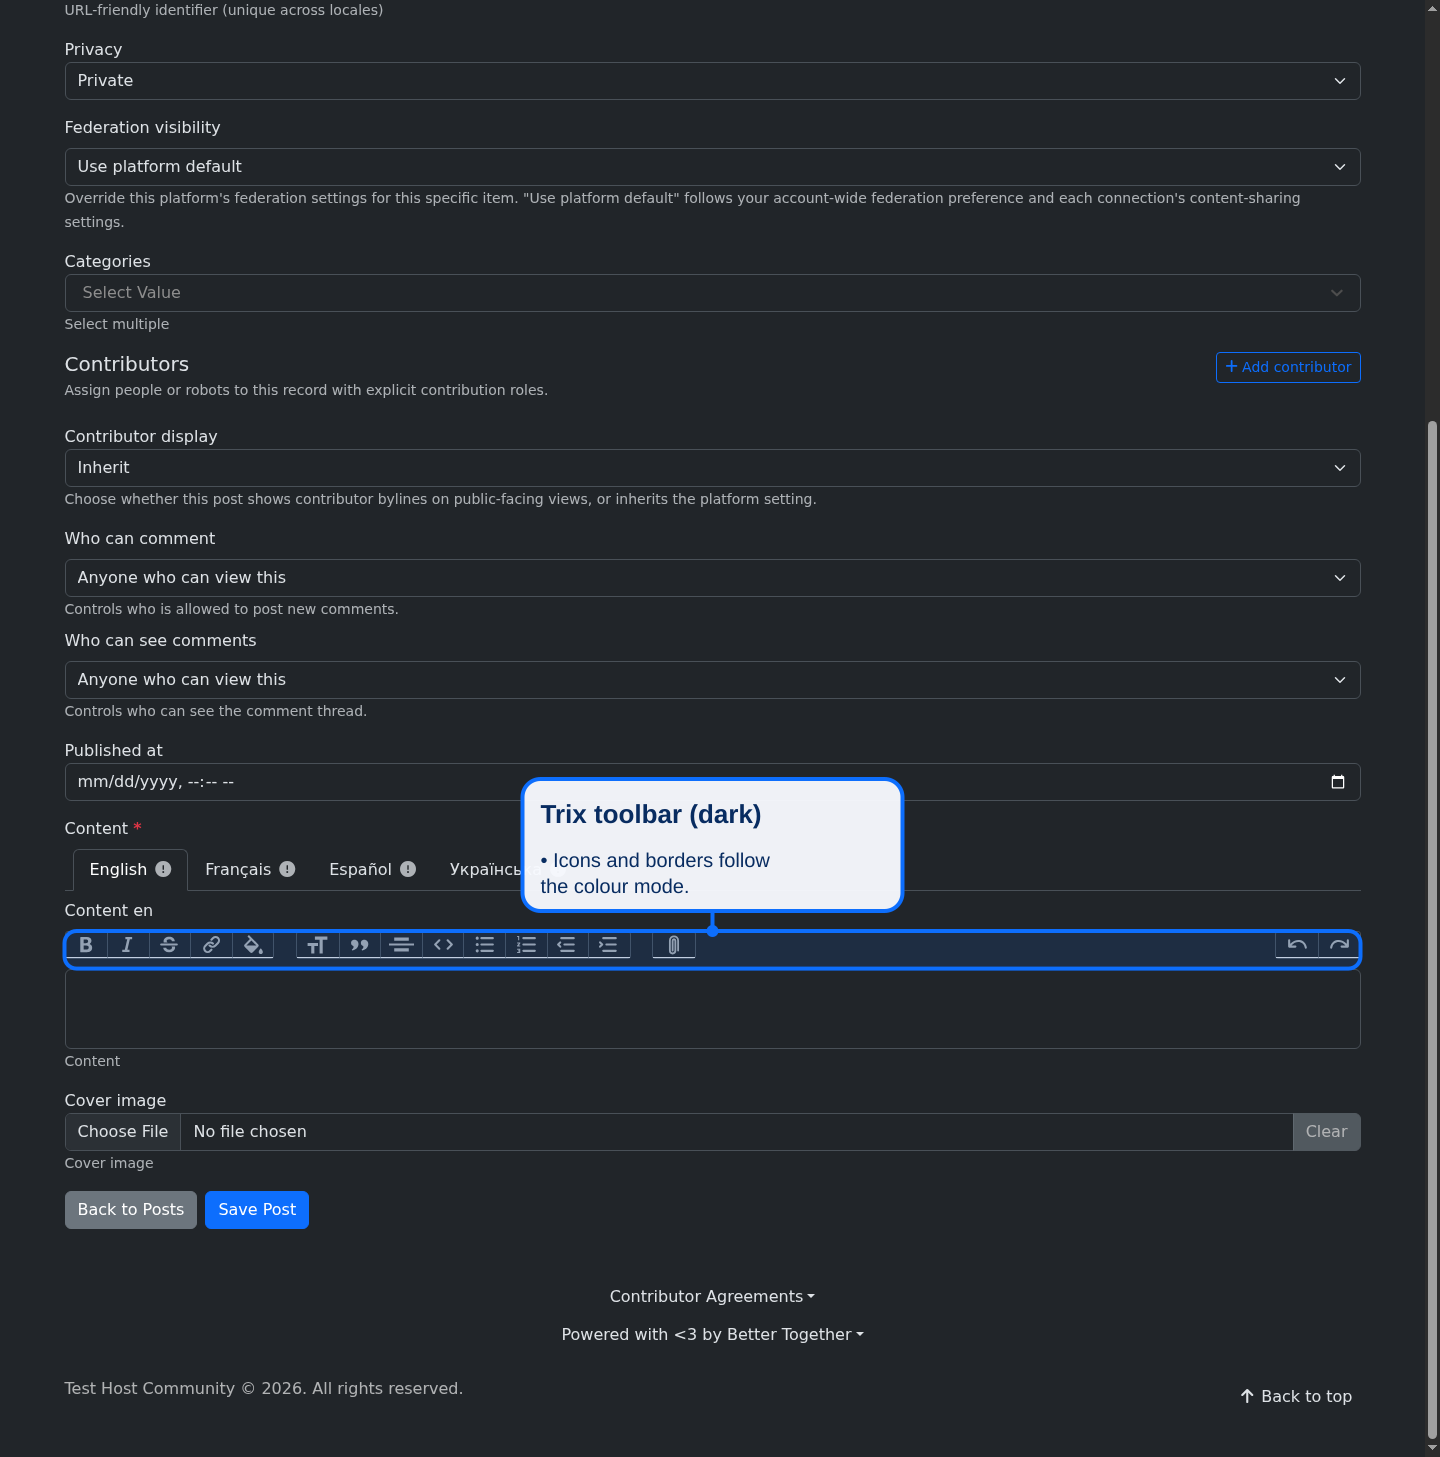 URL-friendly identifier (unique across locales)
Privacy
Private
Federation visibility
Use platform default
Override this platform's federation settings for this specific item. "Use platform default" follows your account-wide federation preference and each connection's content-sharing
settings.
Categories
Select Value
Select multiple
Contributors
Add contributor
Assign people or robots to this record with explicit contribution roles.
Contributor display
Inherit
Choose whether this post shows contributor bylines on public-facing views, or inherits the platform setting.
Who can comment
Anyone who can view this
Controls who is allowed to post new comments.
Who can see comments
Anyone who can view this
Controls who can see the comment thread.
Published at
mm/dd/yyyy, --:-- --
Trix toolbar (dark)
• Icons and borders follow
the colour mode.
Content *
English Français Español
Content en
Content
Cover image
Choose File No file chosen Clear
Cover image
Back to Posts Save Post
Contributor Agreements
Powered with <3 by Better Together
Test Host Community © 2026. All rights reserved.
Back to top